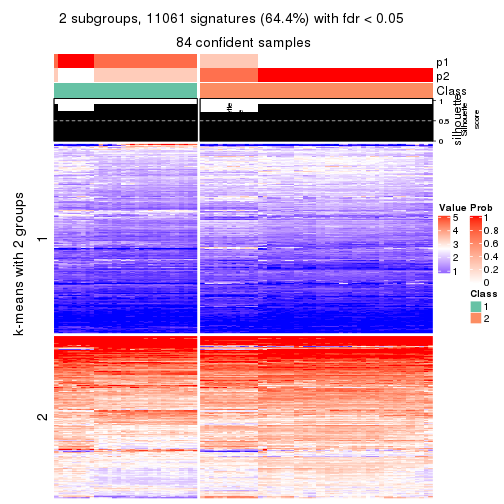 2 subgroups, 11061 signatures (64.4%) with fdr < 0.05
84 confident samples
p1
p2
Class
1
0.5
0
silhouette
Silhouette
score
k-means with 2 groups
1
2
Value
5
4
3
2
1
Prob
1
0.8
0.6
0.4
0.2
0
Class
1
2